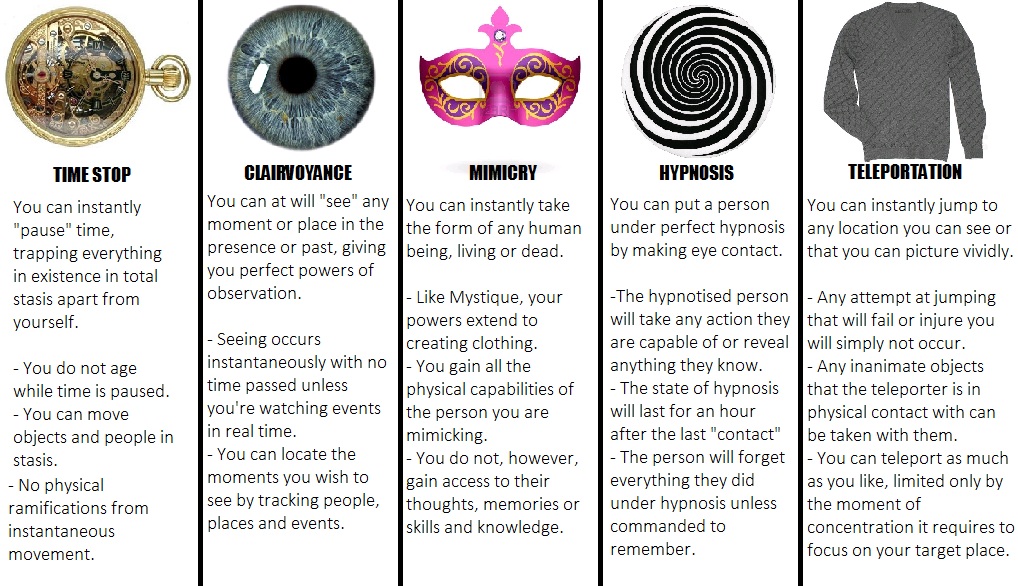 TIME STOP
You can instantly
"pause" time,
trapping everything
in existence in total
stasis apart from
yourself.
- You do not age
while time is paused.
- You can move
objects and people in
stasis.
- No physical
ramifications from
instantaneous
movement.
CLAIRVOYANCE
You can at will "see" any
moment or place in the
presence or past, giving
you perfect powers of
observation.
- Seeing occurs
instantaneously with no
time passed unless
you're watching events
in real time.
- You can locate the
moments you wish to
see by tracking people,
places and events.
MIMICRY
You can instantly take
the form of any human
being, living or dead.
- Like Mystique, your
powers extend to
creating clothing.
- You gain all the
physical capabilities of
the person you are
mimicking.
- You do not, however,
gain access to their
thoughts, memories or
skills and knowledge.
HYPNOSIS
You can put a person
under perfect hypnosis
by making eye contact.
-The hypnotised person
will take any action they
are capable of or reveal
anything they know.
- The state of hypnosis
will last for an hour
after the last "contact"
- The person will forget
everything they did
under hypnosis unless
commanded to
remember.
TELEPORTATION
You can instantly jump to
any location you can see or
that you can picture vividly.
- Any attempt at jumping
that will fail or injure you
will simply not occur.
- Any inanimate objects
that the teleporter is in
physical contact with can
be taken with them.
- You can teleport as much
as you like, limited only by
the moment of
concentration it requires to
focus on your target place.